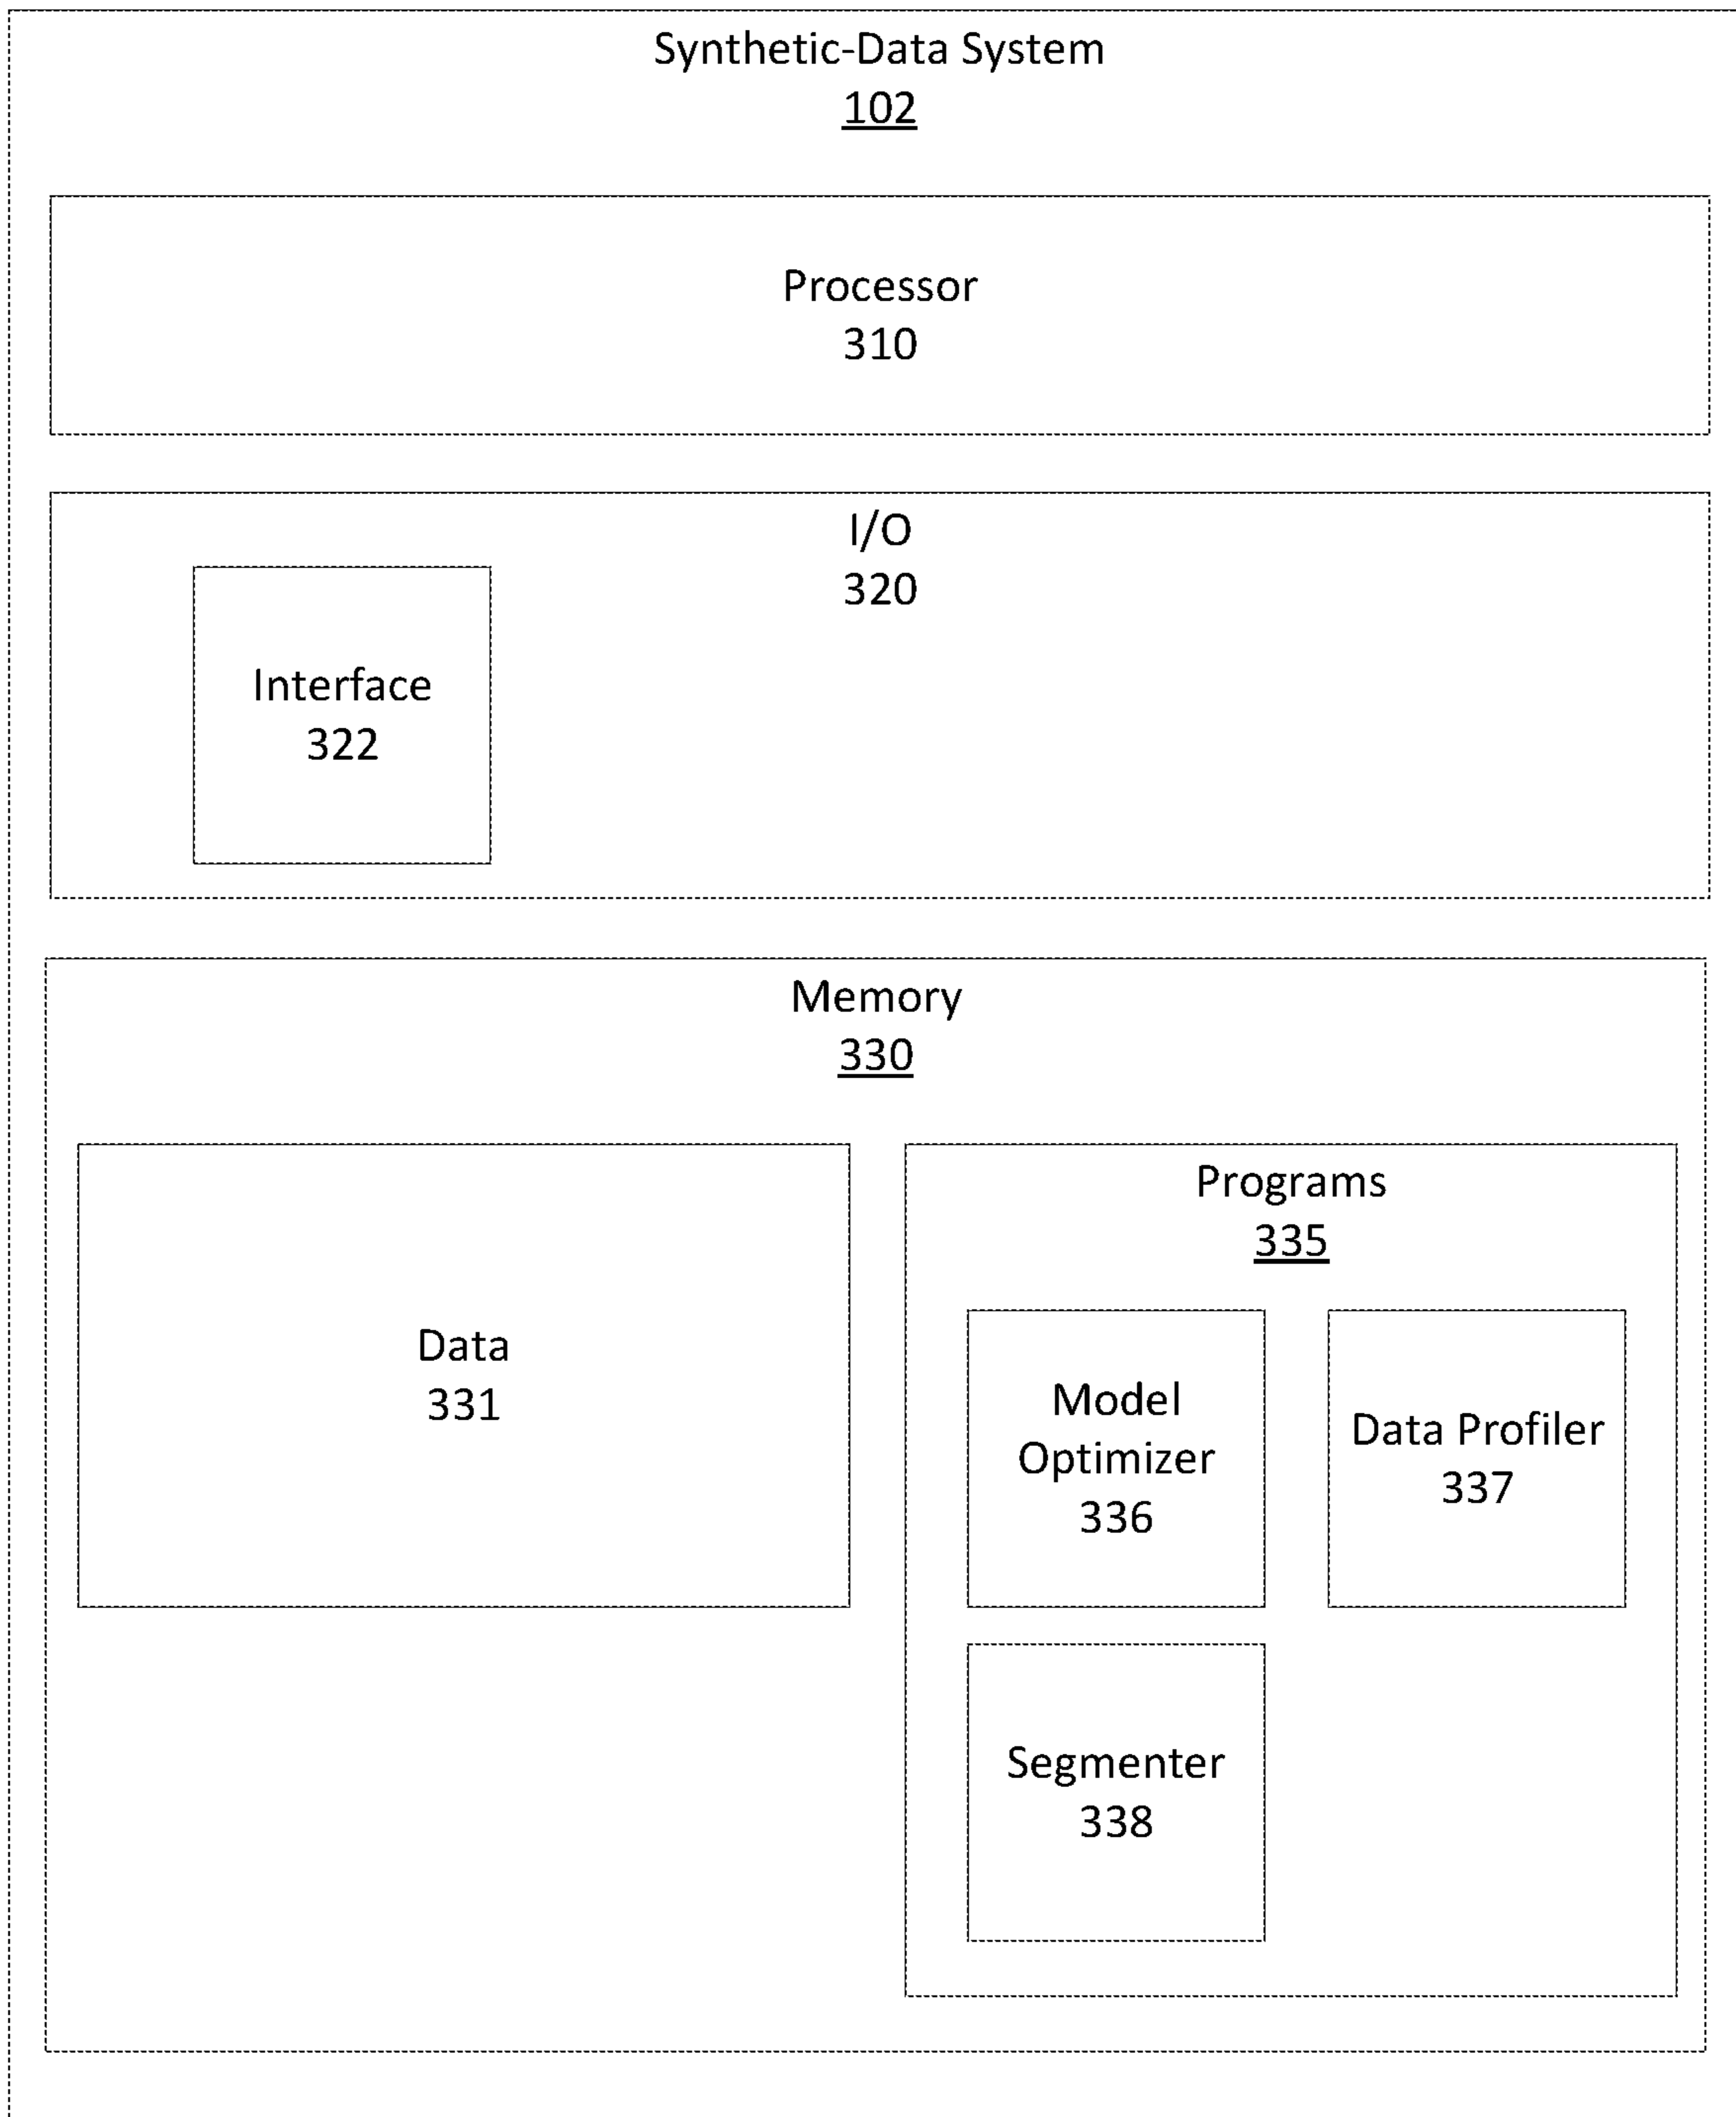 Synthetic-Data System
102
Processor
310
I/O
320
Interface
322
Memory
330
Data
331
Programs
335
Model
Optimizer
336
Data Profiler
337
Segmenter
338